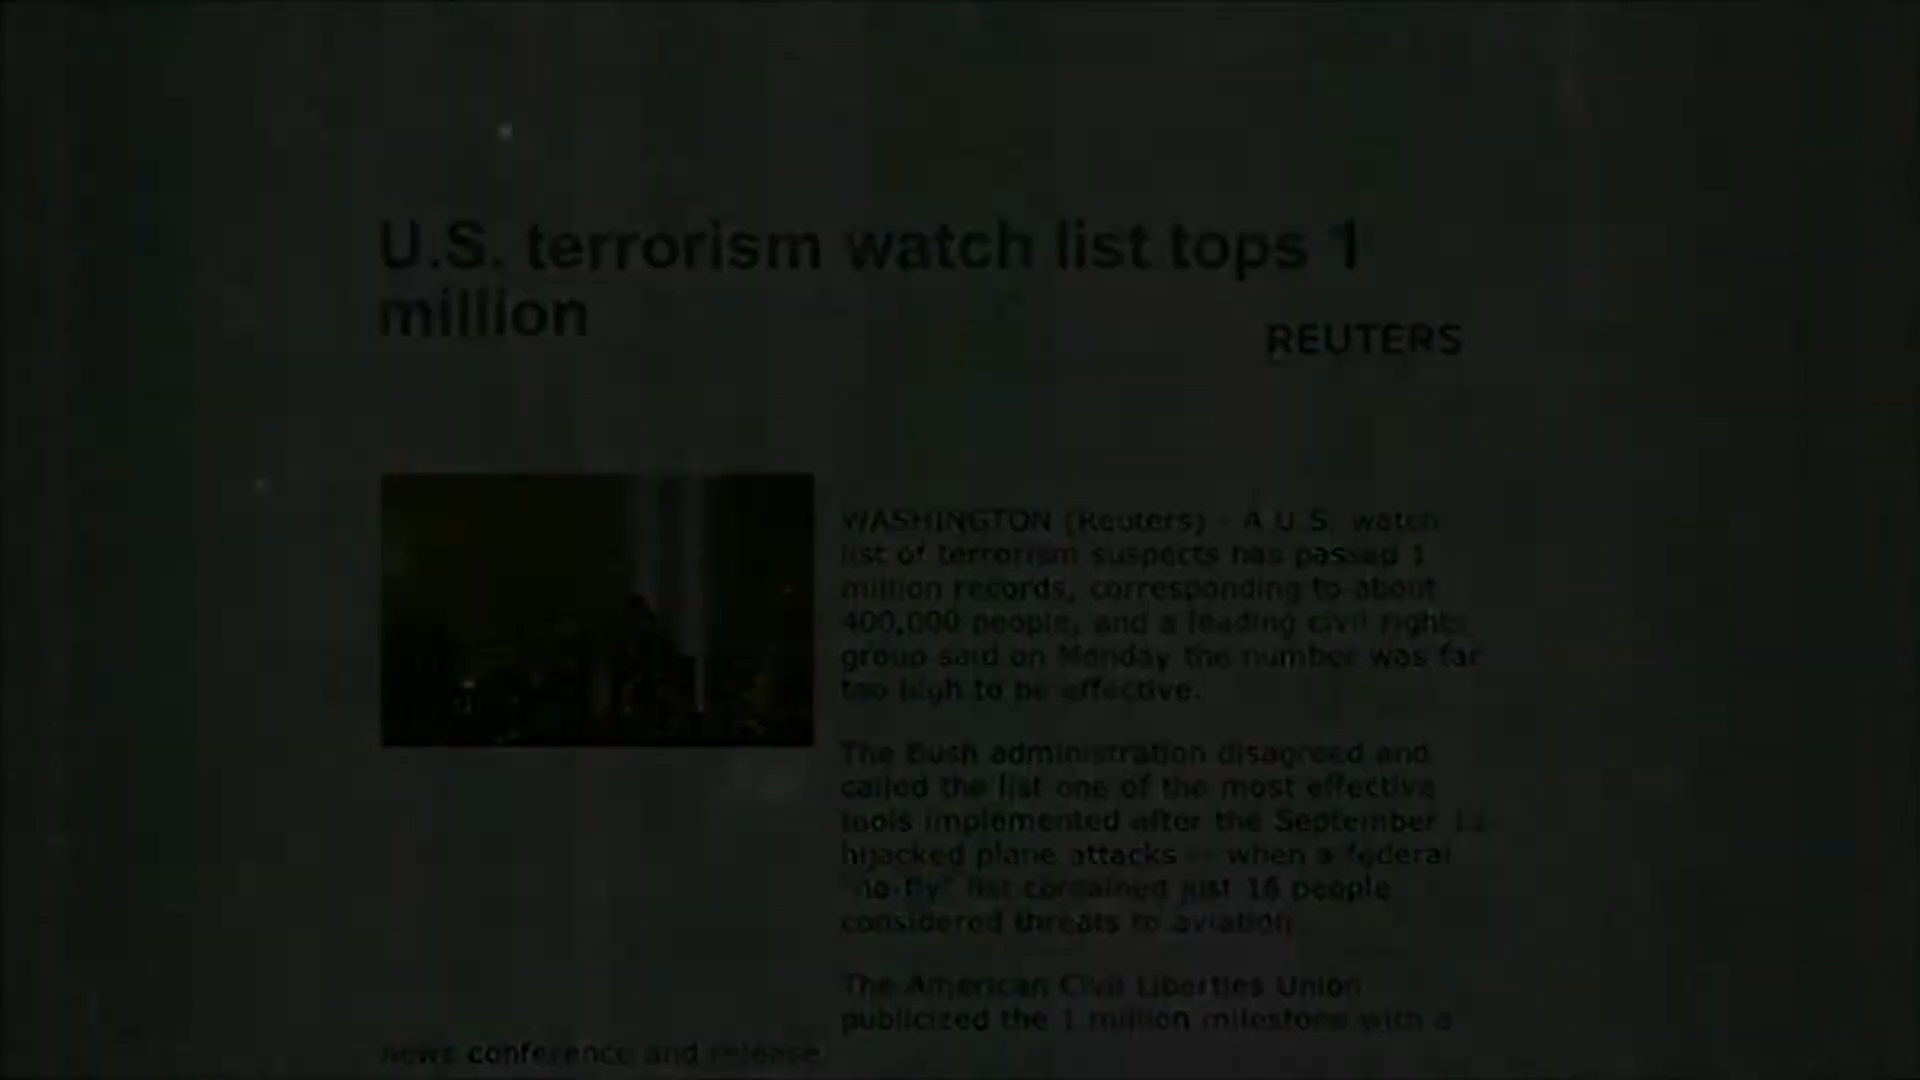 U.S. terrorism watch list tops 1
million
REUTERS
WASHINGTON (Reuters) - A U.S. watch
list of terrorism suspects has passed 1
million records, corresponding to about
400,000 people, and a leading civil rights
group said on Monday the number was far
too high to be effective.
The Bush administration disagreed and
called the list one of the most effective
tools implemented after the September 11
hijacked plane attacks -- when a federal
"no-fly" list contained just 16 people
considered threats to aviation
The American Civil Liberties Union
publicized the 1 million milestone with a
news conference and release.